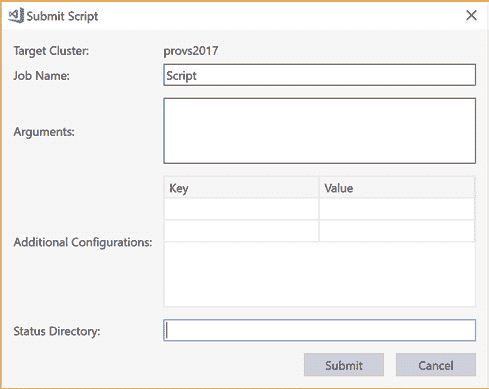 Submit Script
Target Cluster: provs2017
Job Name: Script
Arguments:
Key Value
Additional Configurations:
Status Directory:
Submit Cancel